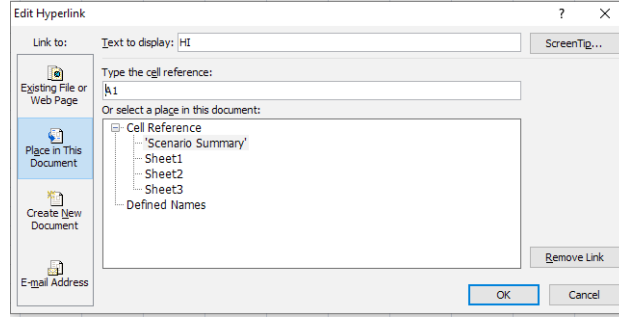 Edit Hyperlink
?
Link to:
Text to display: HI
ScreenTip...
Existing File or
Web Page
Place in This
Document
Create New
Document
E-mail Address
Type the cell reference:
A1
Or select a place in this document:
Cell Reference
'Scenario Summary'
Sheet1
Sheet2
Sheet3
Defined Names
Remove Link
OK
Cancel